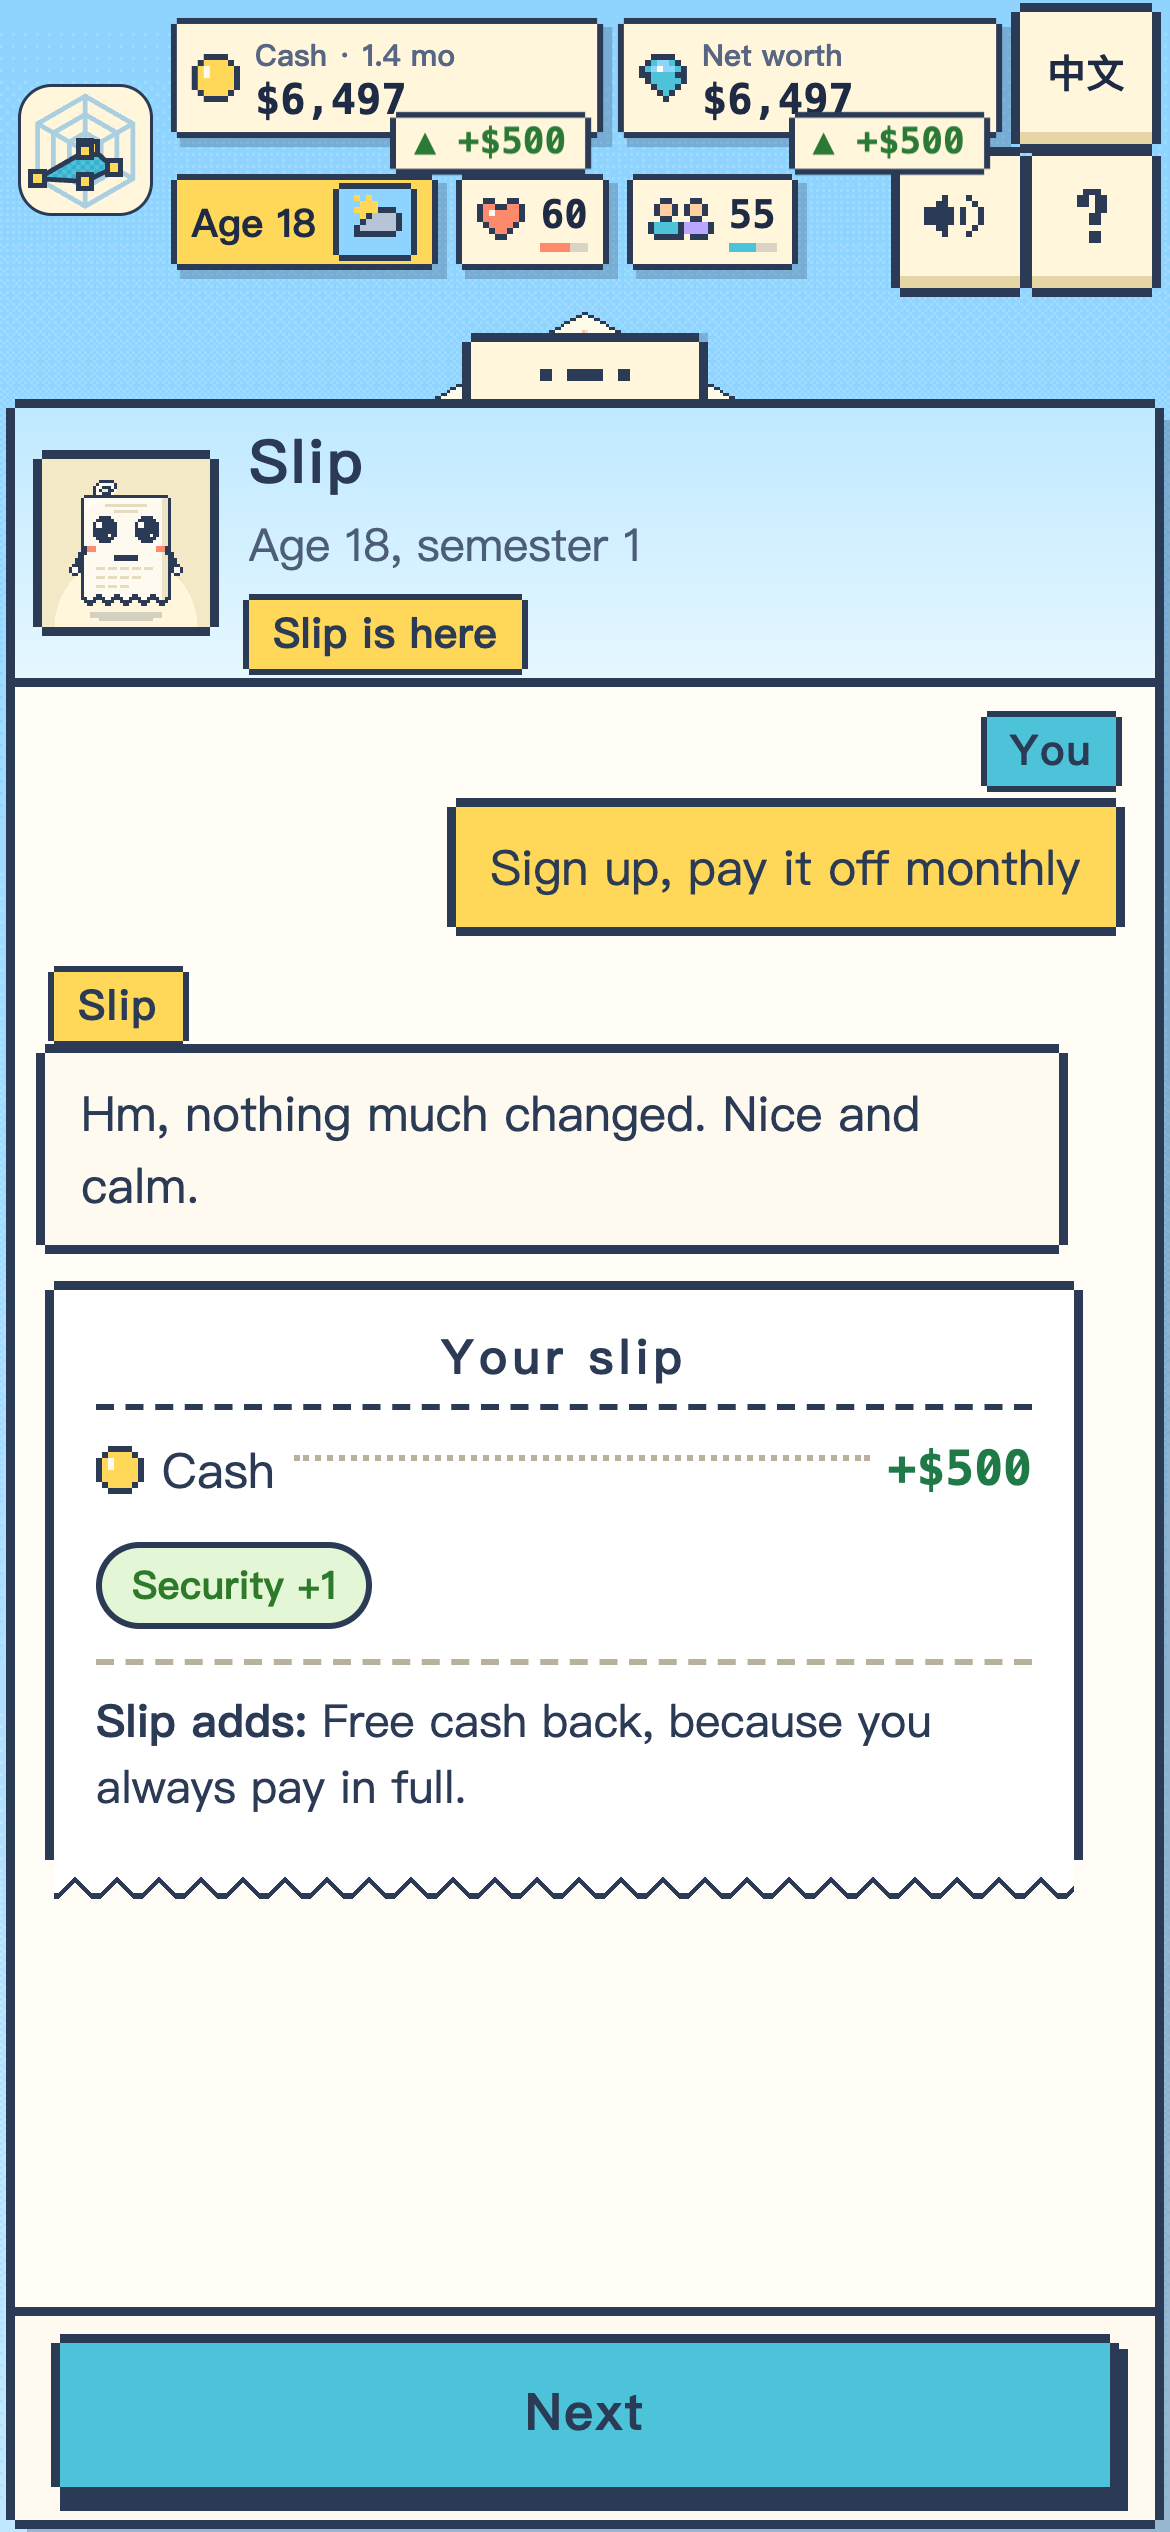 Cash · 1.4 mo
$6,497
▲ +$500
Net worth
$6,497
▲ +$500
中文
Age 18
60
55
?
Slip
Age 18, semester 1
Slip is here
You
Sign up, pay it off monthly
Slip
Hm, nothing much changed. Nice and
calm.
Your slip
Cash +$500
Security +1
Slip adds: Free cash back, because you
always pay in full.
Next